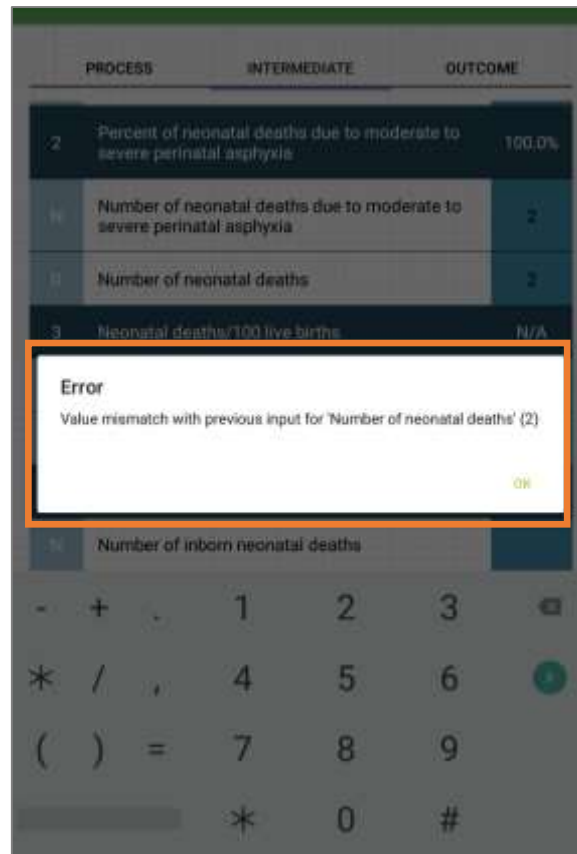 PROCESS INTERMEDIATE OUTCOME
2 Percent of neonatal deaths due to moderate to 100.0%
severe perinatal asphyxia
N Number of neonatal deaths due to moderate to 2
severe perinatal asphyxia
D Number of neonatal deaths 2
3 Neonatal deaths/100 live births N/A
Error
Value mismatch with previous input for 'Number of neonatal deaths' (2)
OK
N Number of inborn neonatal deaths
- + . 1 2 3
* / , 4 5 6
( ) = 7 8 9
* 0 #